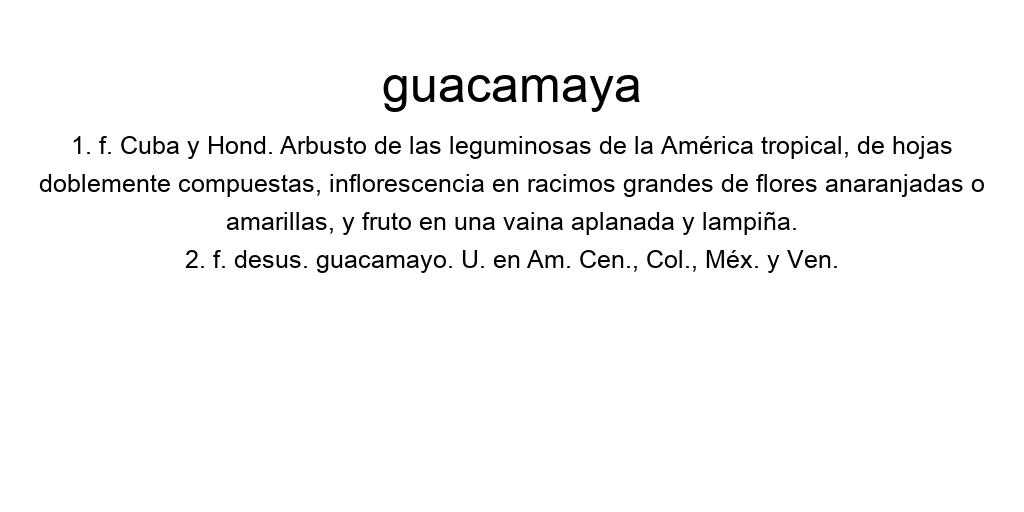 guacamaya
1. f. Cuba y Hond. Arbusto de las leguminosas de la América tropical, de hojas
doblemente compuestas, inflorescencia en racimos grandes de flores anaranjadas o
amarillas, y fruto en una vaina aplanada y lampiña.
2. f. desus. guacamayo. U. en Am. Cen., Col., Méx. y Ven.